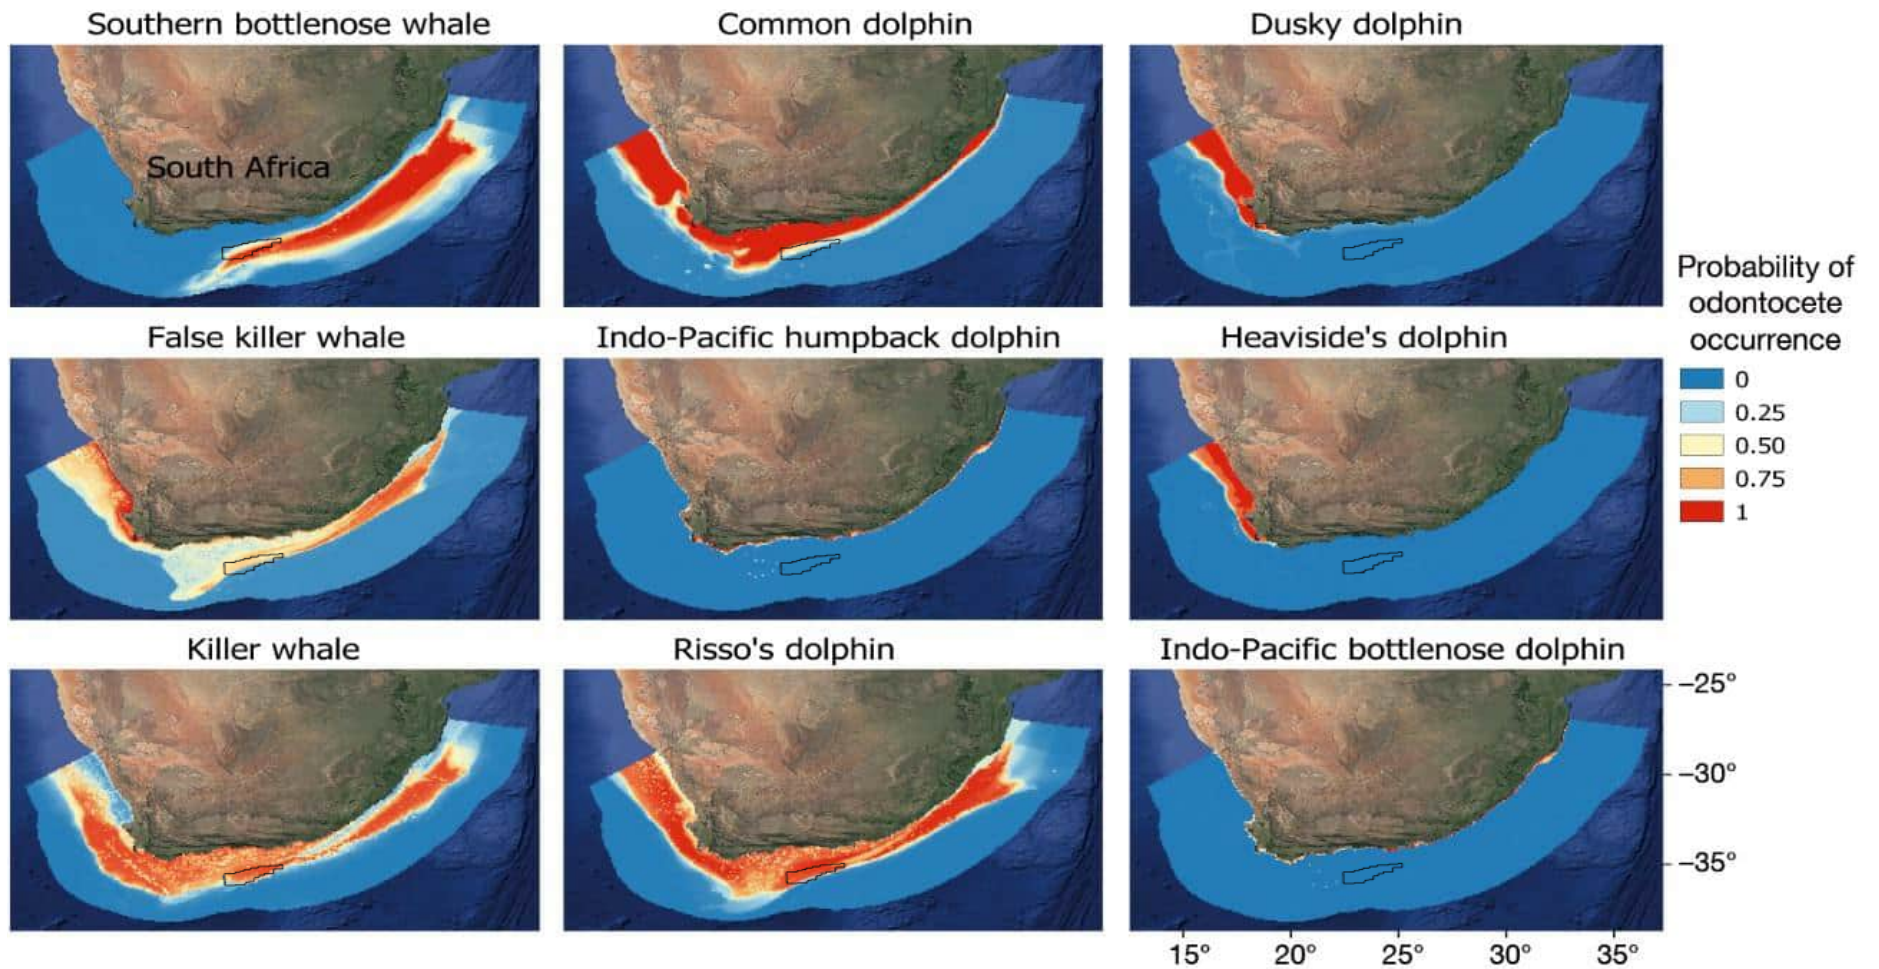 Southern bottlenose whale
Common dolphin
Dusky dolphin
South Africa
False killer whale
Indo-Pacific humpback dolphin
Heaviside's dolphin
Killer whale
Risso's dolphin
Indo-Pacific bottlenose dolphin
Probability of
odontocete
occurrence
0
0.25
0.50
0.75
1
–25°
–30°
–35°
15°
20°
25°
30°
35°